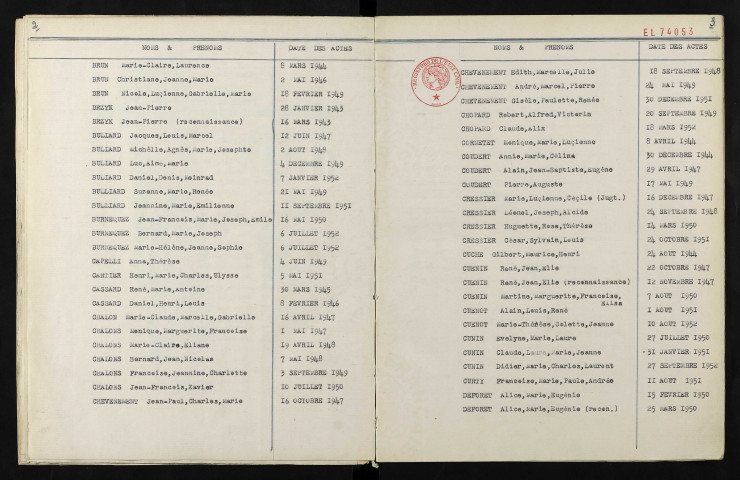 2
NOMS & PRENOMS DATE DES ACTES
BRUN Marie-Claire,Laurence 8 MARS 1944
BRUN Christiane,Jeanne,Marie 2 MAI 1946
BRUN Nicole,Lucienne,Gabrielle,Marie 18 FEVRIER 1949
BREYK Jean-Pierre 28 JANVIER 1943
BREYK Jean-Pierre (reconnaissance) 16 MARS 1943
BULIARD Jacques,Louis,Marcel 12 JUIN 1947
BULIARD Michèlle,Agnès,Marie,Josephte 2 AOUT 1948
BULIARD Luc,Aimé,Marie 4 DECEMBRE 1949
BULIARD Daniel,Denis,Meinrad 7 JANVIER 1952
BULLIARD Suzanne,Marie,Renée 21 MAI 1949
BULLIARD Jeannine,Marie,Emilienne 11 SEPTEMBRE 1951
BURNEQUEZ Jean-François,Marie,Joseph,Emile 16 MAI 1950
BURNEQUEZ Bernard,Marie,Joseph 6 JUILLET 1952
BURNEQUEZ Marie-Hélène,Jeanne,Sophie 6 JUILLET 1952
CAPELLI Anna,Thérèse 4 JUIN 1949
CARTIER Henri,Marie,Charles,Ulysse 5 MAI 1951
CASSARD René,Marie,Antoine 30 MARS 1945
CASSARD Daniel,Henri,Louis 8 FEVRIER 1946
CHALON Marie-Claude,Marcelle,Gabrielle 16 AVRIL 1947
CHALONS Monique,Marguerite,Francoise 1 MAI 1947
CHALONS Marie-Claire,Eliane 19 AVRIL 1948
CHALONS Bernard,Jean,Nicolas 7 MAI 1948
CHALONS Francoise,Jeannine,Charlotte 3 SEPTEMBRE 1949
CHALONS Jean-Francois,Xavier 10 JUILLET 1950
CHEVENEMENT Jean-Paul,Charles,Marie 16 OCTOBRE 1947
3
EL 74053
NOMS & PRENOMS DATE DES ACTES
CHEVENEMENT Edith,Marcelle,Julie 18 SEPTEMBRE 1948
CHEVENEMENT André,Marcel,Pierre 24 MAI 1949
CHEVENEMENT Gisèle,Paulette,Renée 30 DECEMBRE 1951
CHOPARD Robert,Alfred,Victorin 20 SEPTEMBRE 1949
CHOPARD Claude,Alix 18 MARS 1952
CORNETET Monique,Marie,Lucienne 8 AVRIL 1944
COUDERT Annie,Marie,Célina 30 DECEMBRE 1944
COUDERT Alain,Jean-Baptiste,Eugène 29 AVRIL 1947
COUDERT Pierre,Auguste 17 MAI 1949
CRESSIER Marie,Lucienne,Cécile (Jugt.) 16 DECEMBRE 1947
CRESSIER Léonel,Joseph,Alcide 24 SEPTEMBRE 1948
CRESSIER Huguette,Rose,Thérèse 14 MARS 1950
CRESSIER César,Sylvain,Louis 24 OCTOBRE 1951
CUCHE Gilbert,Maurice,Henri 24 AOUT 1944
CUENIN René,Jean,Elie 22 OCTOBRE 1947
CUENIN René,Jean,Elie (reconnaissance) 12 NOVEMBRE 1947
CUENIN Martine,Marguerite,Francoise, 7 AOUT 1950
Elisa
CUENOT Alain,Louis,René 1 AOUT 1951
CUENOT Marie-Thérèse,Colette,Jeanne 10 AOUT 1952
CUNIN Evelyne,Marie,Laure 27 JUILLET 1950
CUNIN Claude,Laure,Marie,Jeanne 31 JANVIER 1951
CUNIN Didier,Marie,Charles,Laurent 27 SEPTEMBRE 1952
CURTY Francoise,Marie,Paule,Andrée 11 AOUT 1951
DEFORET Alice,Marie,Eugénie 15 FEVRIER 1950
DEFORET Alice,Marie,Eugénie (recon.) 25 MARS 1950